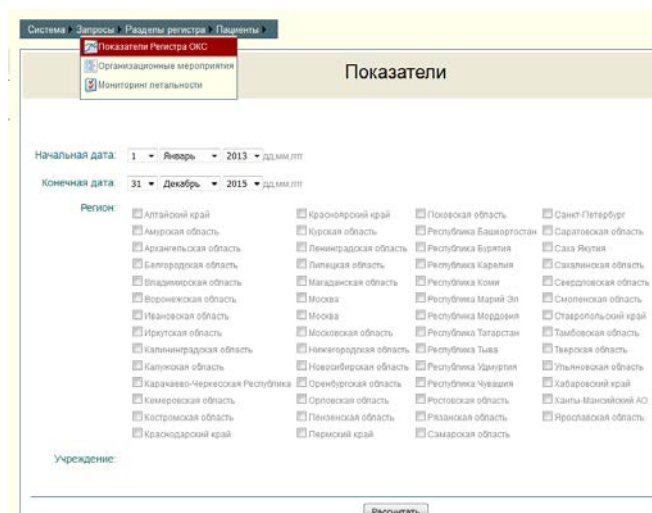 Система Запросы Разделы регистра Пациенты
Показатели Регистра ОКС
Организационные мероприятия
Мониторинг летальности
Показатели
Начальная дата: 1 Январь 2013 дд.мм.гггг
Конечная дата: 31 Декабрь 2015 дд.мм.гггг
Регион:
Алтайский край Красноярский край Псковская область Санкт-Петербург
Амурская область Курская область Республика Башкортостан Саратовская область
Архангельская область Ленинградская область Республика Бурятия Саха Якутия
Белгородская область Липецкая область Республика Карелия Сахалинская область
Владимирская область Магаданская область Республика Коми Свердловская область
Воронежская область Москва Республика Марий Эл Смоленская область
Ивановская область Москва Республика Мордовия Ставропольский край
Иркутская область Московская область Республика Татарстан Тамбовская область
Калининградская область Нижегородская область Республика Тыва Тверская область
Калужская область Новосибирская область Республика Удмуртия Ульяновская область
Карачаево-Черкесская Республика Оренбургская область Республика Чувашия Хабаровский край
Кемеровская область Орловская область Ростовская область Ханты-Мансийский АО
Костромская область Пензенская область Рязанская область Ярославская область
Краснодарский край Пермский край Самарская область
Учреждение:
Рассчитать